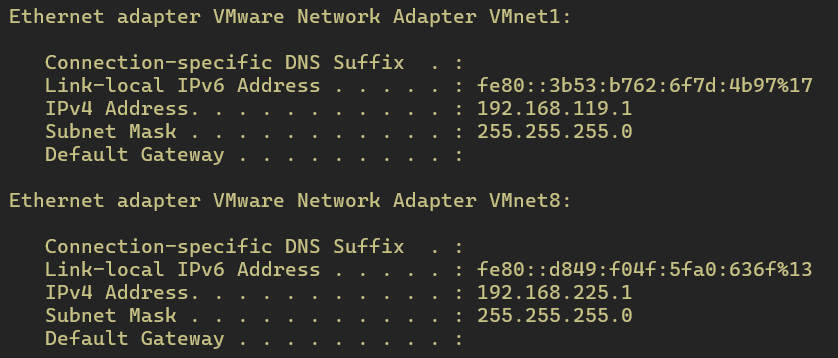 Ethernet adapter VMware Network Adapter VMnet1:
Connection-specific DNS Suffix  . :
Link-local IPv6 Address . . . . . : fe80::3b53:b762:6f7d:4b97%17
IPv4 Address. . . . . . . . . . . : 192.168.119.1
Subnet Mask . . . . . . . . . . . : 255.255.255.0
Default Gateway . . . . . . . . . :
Ethernet adapter VMware Network Adapter VMnet8:
Connection-specific DNS Suffix  . :
Link-local IPv6 Address . . . . . : fe80::d849:f04f:5fa0:636f%13
IPv4 Address. . . . . . . . . . . : 192.168.225.1
Subnet Mask . . . . . . . . . . . : 255.255.255.0
Default Gateway . . . . . . . . . :